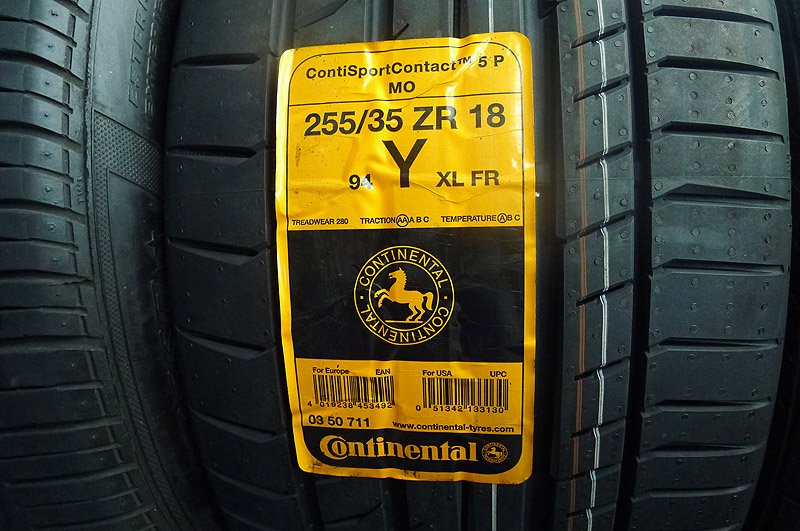 ContiSportContact™ 5 P
MO
255/35 ZR 18
94 Y XL FR
TREADWEAR 280 TRACTION AA A B C TEMPERATURE A B C
CONTINENTAL · CONTINENTAL ·
For Europe EAN For USA UPC
4 019238 453492 0 51342 133130
03 50 711 www.continental-tyres.com
Continental